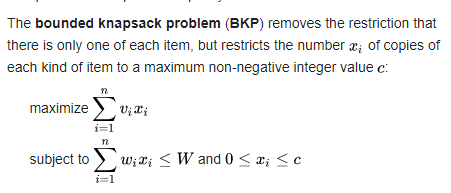 The bounded knapsack problem (BKP) removes the restriction that
there is only one of each item, but restricts the number $x_i$ of copies of
each kind of item to a maximum non-negative integer value $c$:
maximize $\sum_{i=1}^{n} v_i x_i$
subject to $\sum_{i=1}^{n} w_i x_i \leq W$ and $0 \leq x_i \leq c$